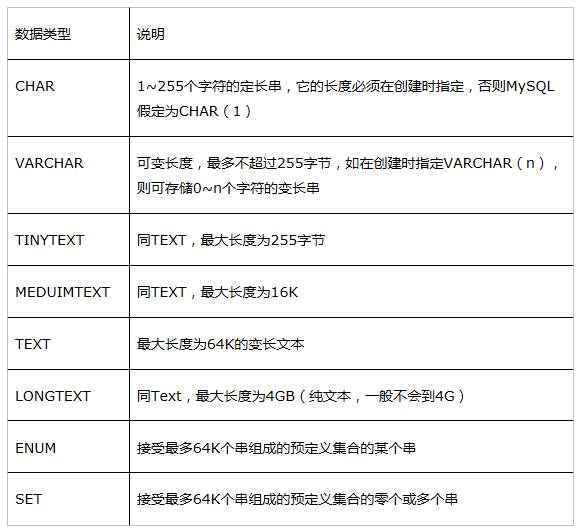 数据类型 说明
CHAR 1~255个字符的定长串，它的长度必须在创建时指定，否则MySQL
假定为CHAR（1）
VARCHAR 可变长度，最多不超过255字节，如在创建时指定VARCHAR（n），
则可存储0~n个字符的变长串
TINYTEXT 同TEXT，最大长度为255字节
MEDUIMTEXT 同TEXT，最大长度为16K
TEXT 最大长度为64K的变长文本
LONGTEXT 同Text，最大长度为4GB（纯文本，一般不会到4G）
ENUM 接受最多64K个串组成的预定义集合的某个串
SET 接受最多64K个串组成的预定义集合的零个或多个串